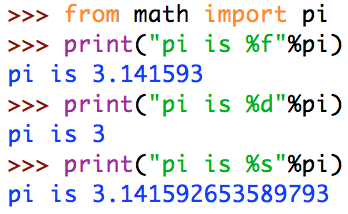 >>> from math import pi
>>> print("pi is %f"%pi)
pi is 3.141593
>>> print("pi is %d"%pi)
pi is 3
>>> print("pi is %s"%pi)
pi is 3.141592653589793